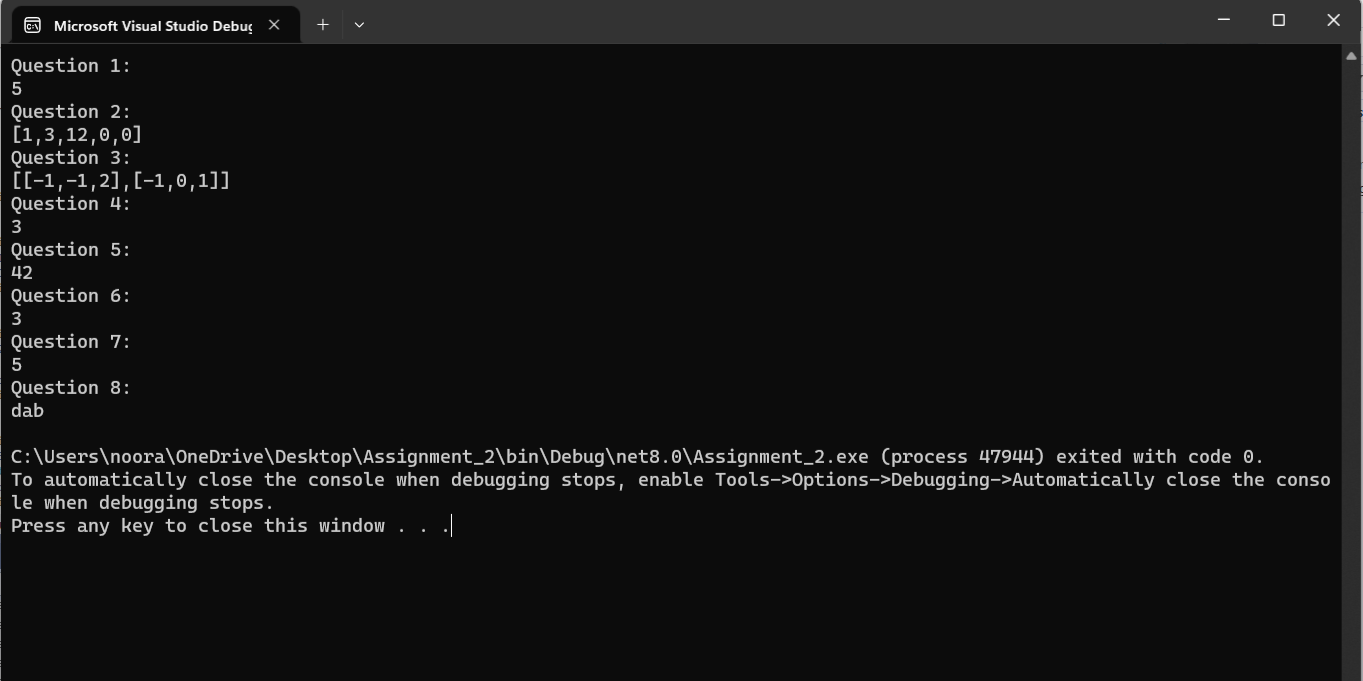 Microsoft Visual Studio Debug
Question 1:
5
Question 2:
[1,3,12,0,0]
Question 3:
[[-1,-1,2],[-1,0,1]]
Question 4:
3
Question 5:
42
Question 6:
3
Question 7:
5
Question 8:
dab
C:\Users\noora\OneDrive\Desktop\Assignment_2\bin\Debug\net8.0\Assignment_2.exe (process 47944) exited with code 0.
To automatically close the console when debugging stops, enable Tools->Options->Debugging->Automatically close the conso
le when debugging stops.
Press any key to close this window . . .